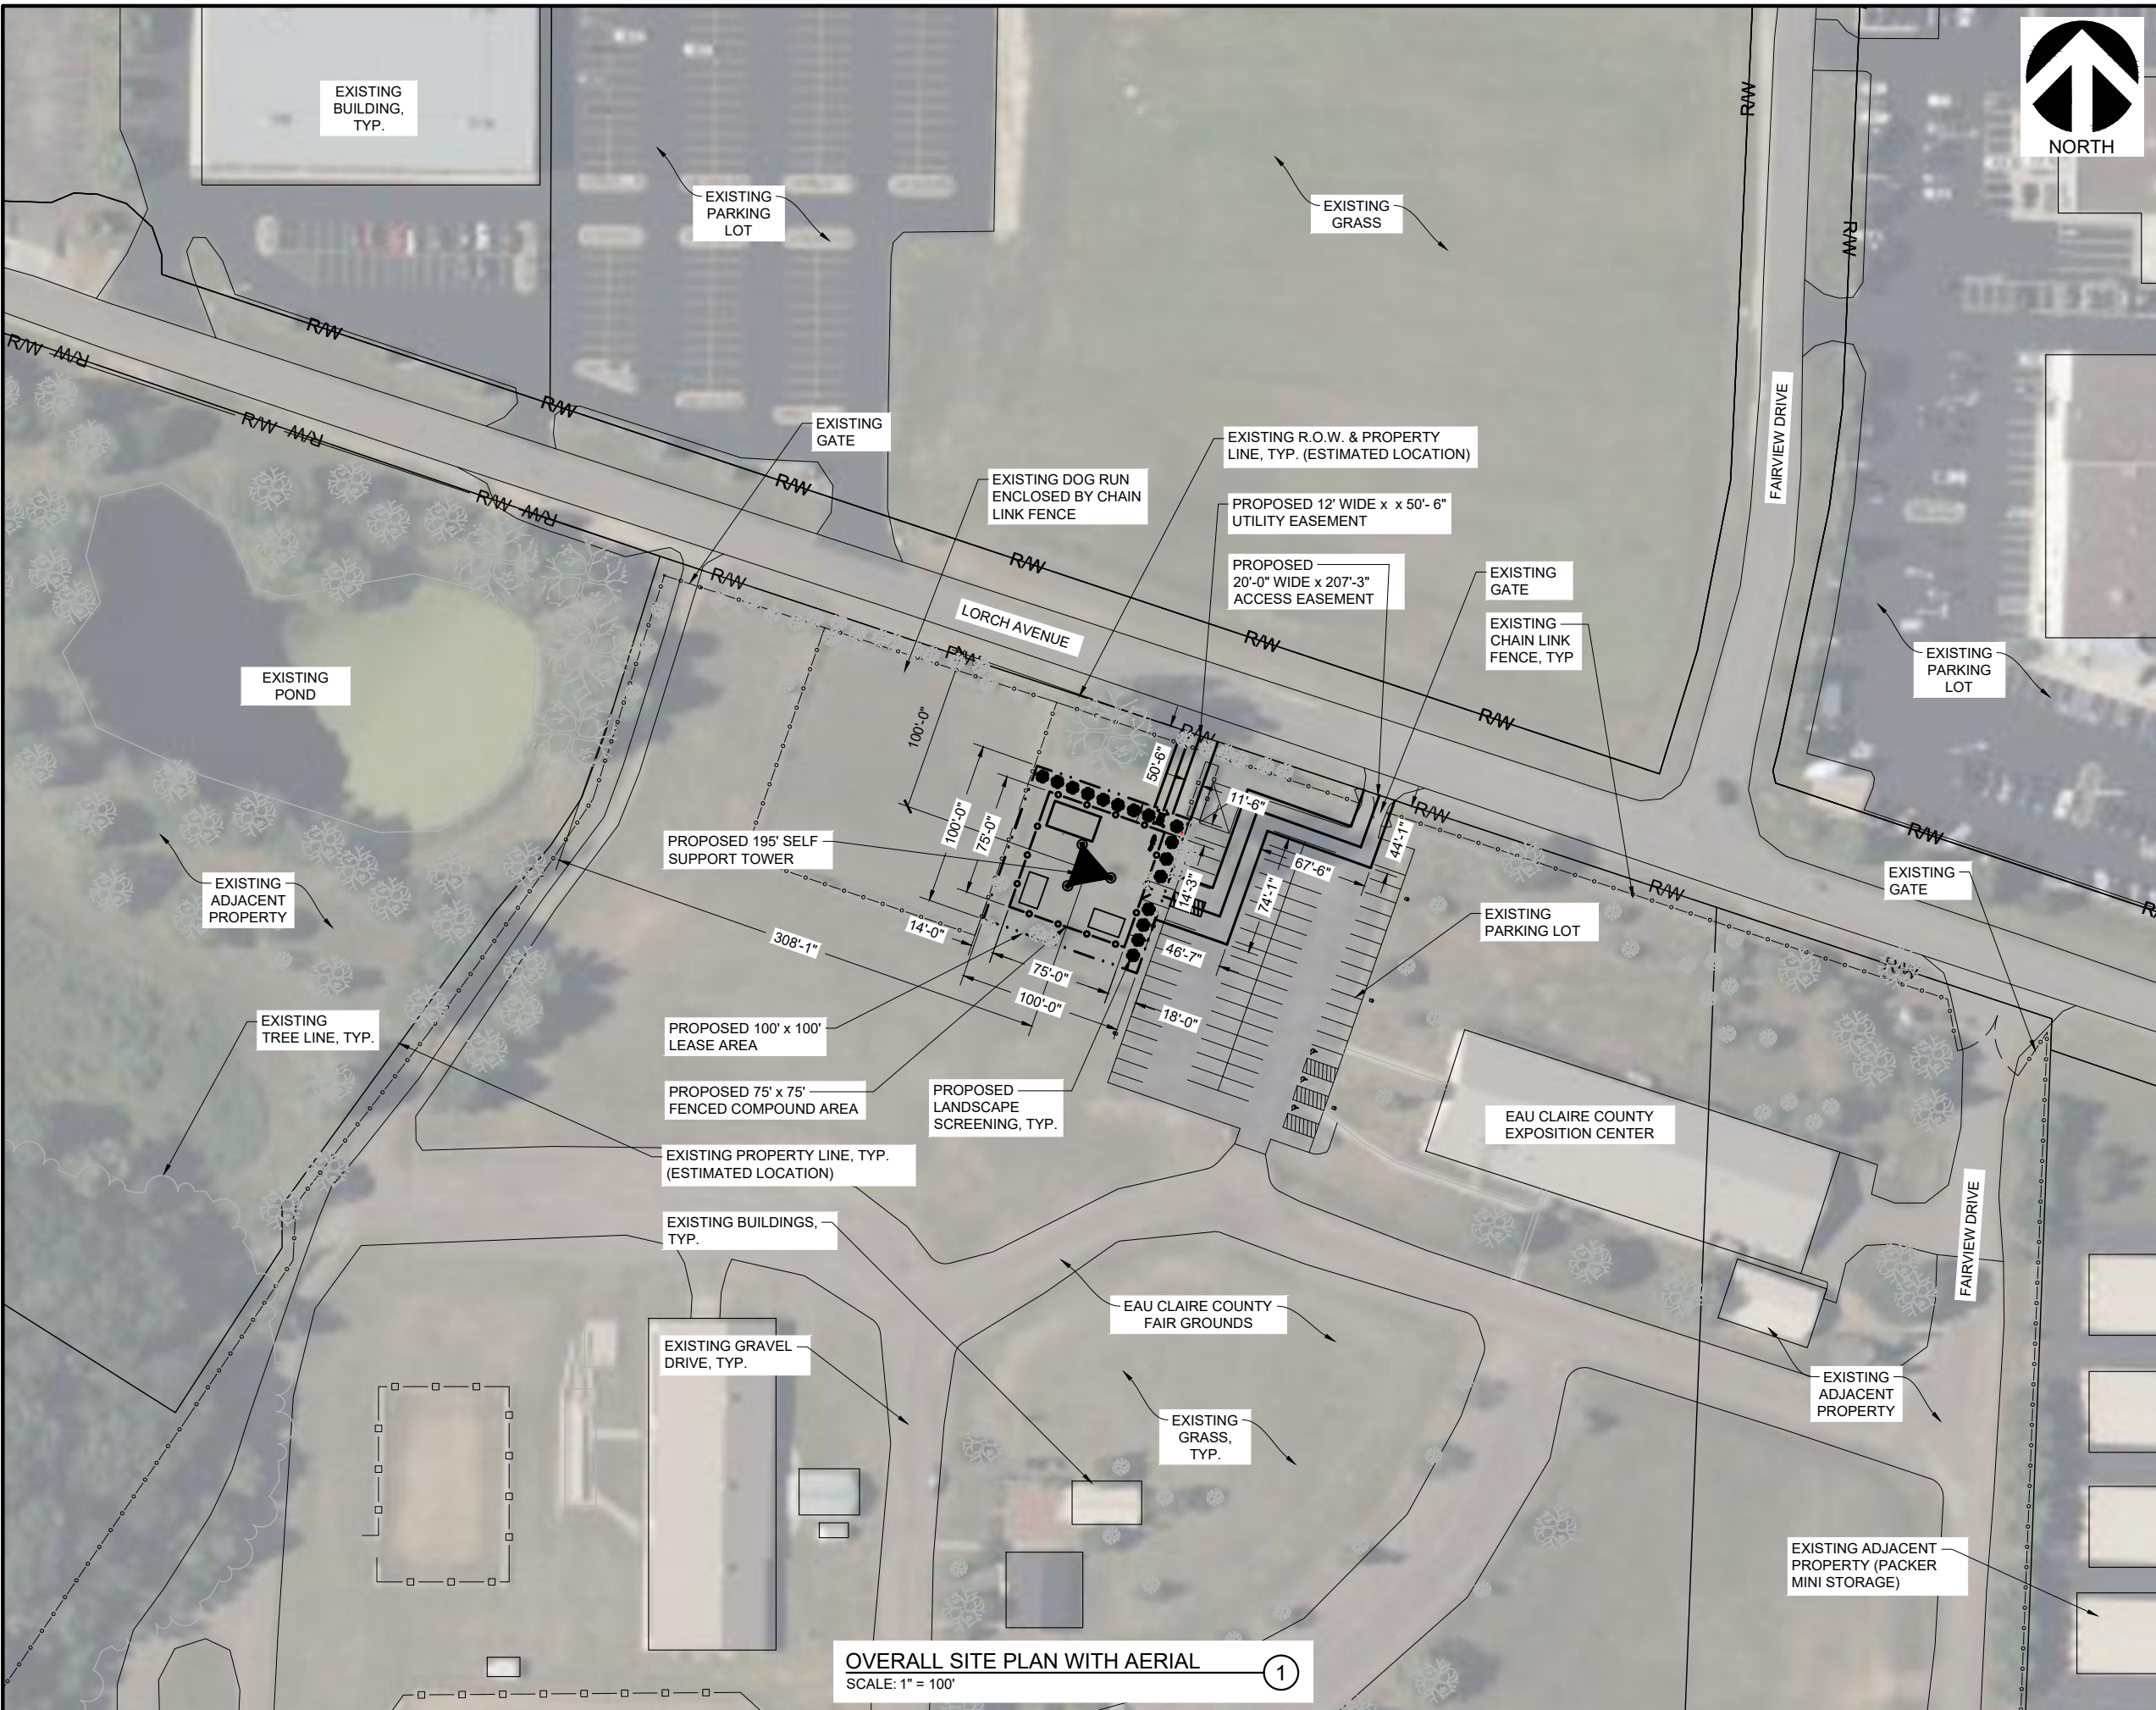 NORTH
EXISTING
BUILDING,
TYP.
EXISTING
PARKING
LOT
EXISTING
GRASS
R/W
R/W
R/W
R/W
R/W
R/W
R/W
R/W
R/W
R/W
R/W
FAIRVIEW DRIVE
EXISTING
GATE
EXISTING R.O.W. & PROPERTY
LINE, TYP. (ESTIMATED LOCATION)
EXISTING DOG RUN
ENCLOSED BY CHAIN
LINK FENCE
R/W
PROPOSED 12' WIDE x x 50'- 6"
UTILITY EASEMENT
PROPOSED
20'-0" WIDE x 207'-3"
ACCESS EASEMENT
EXISTING
GATE
EXISTING
CHAIN LINK
FENCE, TYP
R/W
R/W
LORCH AVENUE
R/W
R/W
EXISTING
PARKING
LOT
EXISTING
POND
R/W
R/W
R/W
100'-0"
50'-6"
11'-6"
100'-0"
75'-0"
44'-1"
R/W
R/W
PROPOSED 195' SELF
SUPPORT TOWER
67'-6"
14'-3"
74'-1"
R/W
EXISTING
GATE
EXISTING
ADJACENT
PROPERTY
EXISTING
PARKING LOT
14'-0"
308'-1"
46'-7"
75'-0"
100'-0"
18'-0"
R/W
EXISTING
TREE LINE, TYP.
PROPOSED 100' x 100'
LEASE AREA
PROPOSED 75' x 75'
FENCED COMPOUND AREA
PROPOSED
LANDSCAPE
SCREENING, TYP.
EAU CLAIRE COUNTY
EXPOSITION CENTER
EXISTING PROPERTY LINE, TYP.
(ESTIMATED LOCATION)
FAIRVIEW DRIVE
EXISTING BUILDINGS,
TYP.
EAU CLAIRE COUNTY
FAIR GROUNDS
EXISTING GRAVEL
DRIVE, TYP.
EXISTING
ADJACENT
PROPERTY
EXISTING
GRASS,
TYP.
EXISTING ADJACENT
PROPERTY (PACKER
MINI STORAGE)
OVERALL SITE PLAN WITH AERIAL
1
SCALE: 1" = 100'